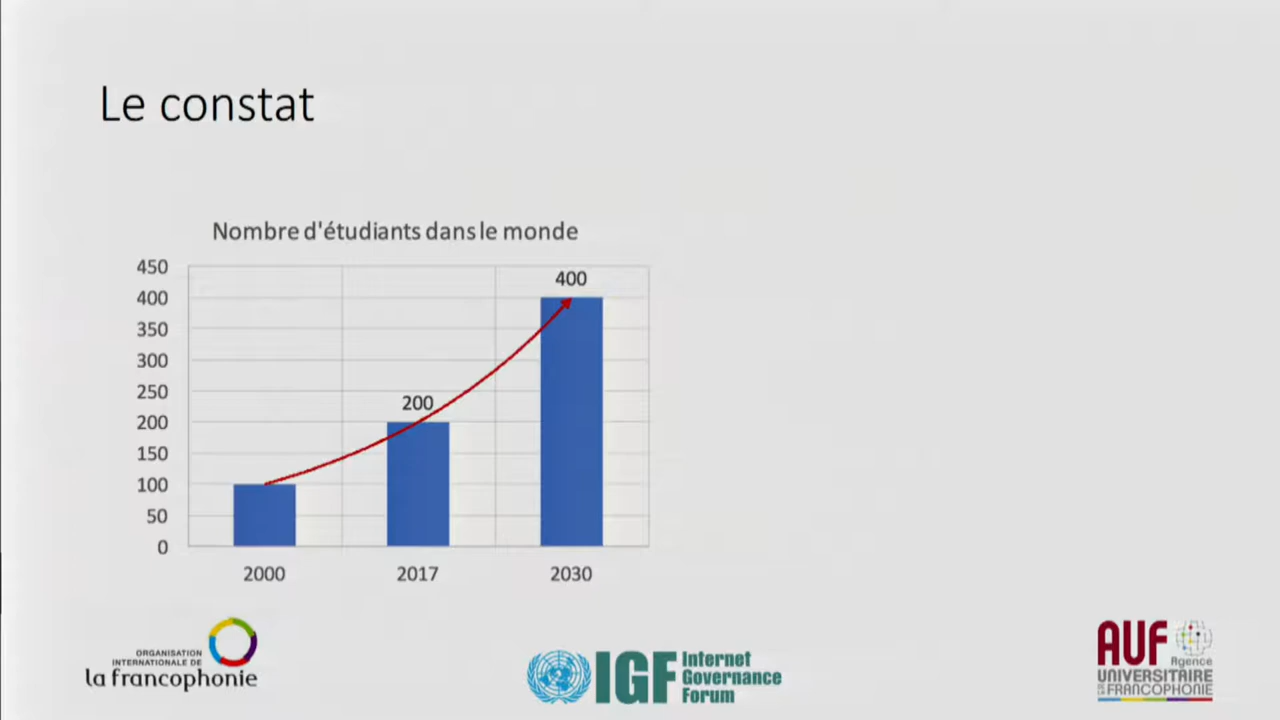 Le constat
Nombre d'étudiants dans le monde
450
400
350
300
250
200
150
100
50
0
400
200
2000 2017 2030
ORGANISATION
INTERNATIONALE DE
la francophonie
IGF
Internet
Governance
Forum
AUF
Agence
UNIVERSITAIRE
DE LA FRANCOPHONIE